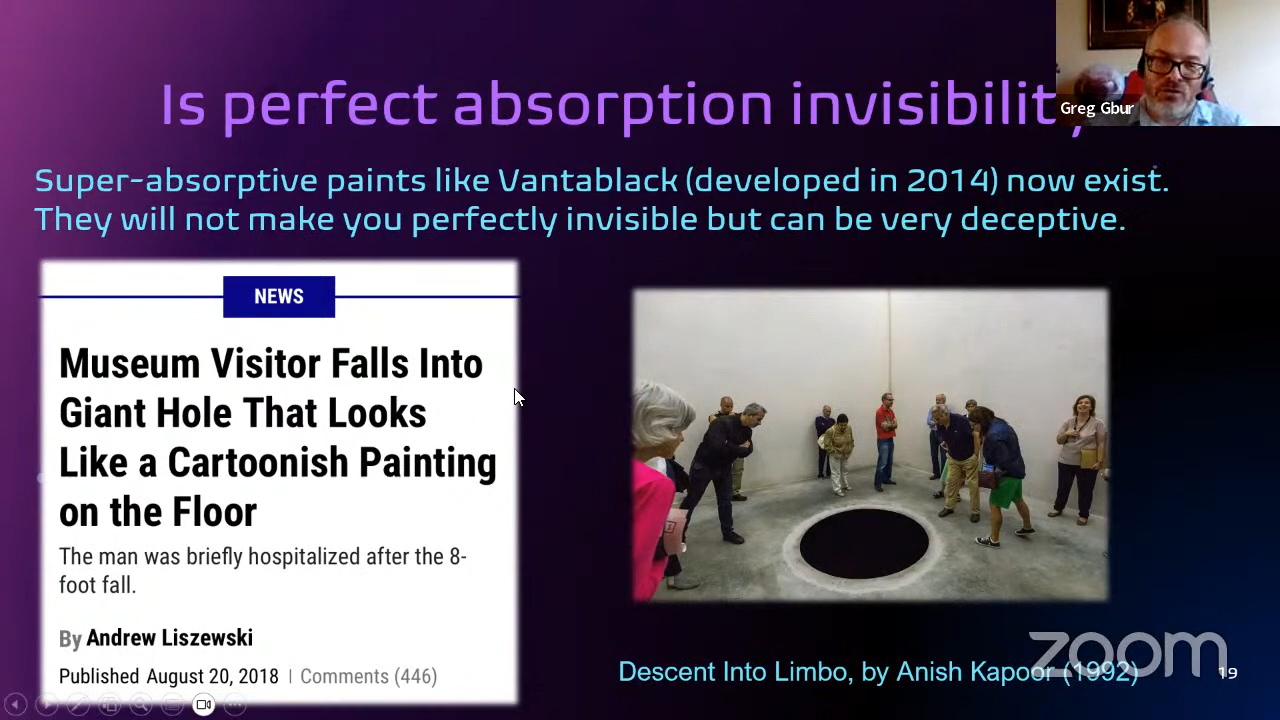 Is perfect absorption invisibility
Greg Gbur
Super-absorptive paints like Vantablack (developed in 2014) now exist.
They will not make you perfectly invisible but can be very deceptive.
NEWS
Museum Visitor Falls Into
Giant Hole That Looks
Like a Cartoonish Painting
on the Floor
The man was briefly hospitalized after the 8-
foot fall.
By Andrew Liszewski
Published August 20, 2018 | Comments (446)
Descent Into Limbo, by Anish Kapoor (1992)
zoom
19